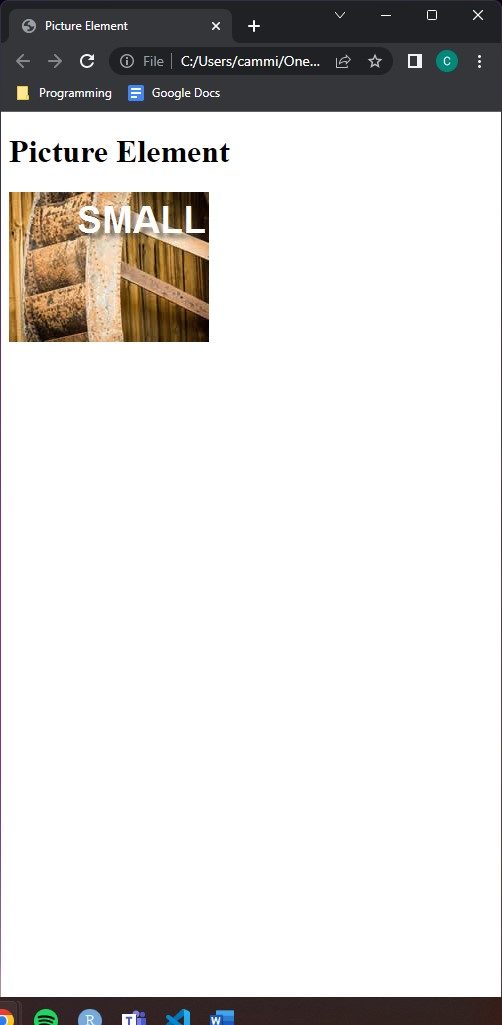 Picture Element
File
C:/Users/cammi/One...
C
Programming
Google Docs
Picture Element
SMALL
R
T
W